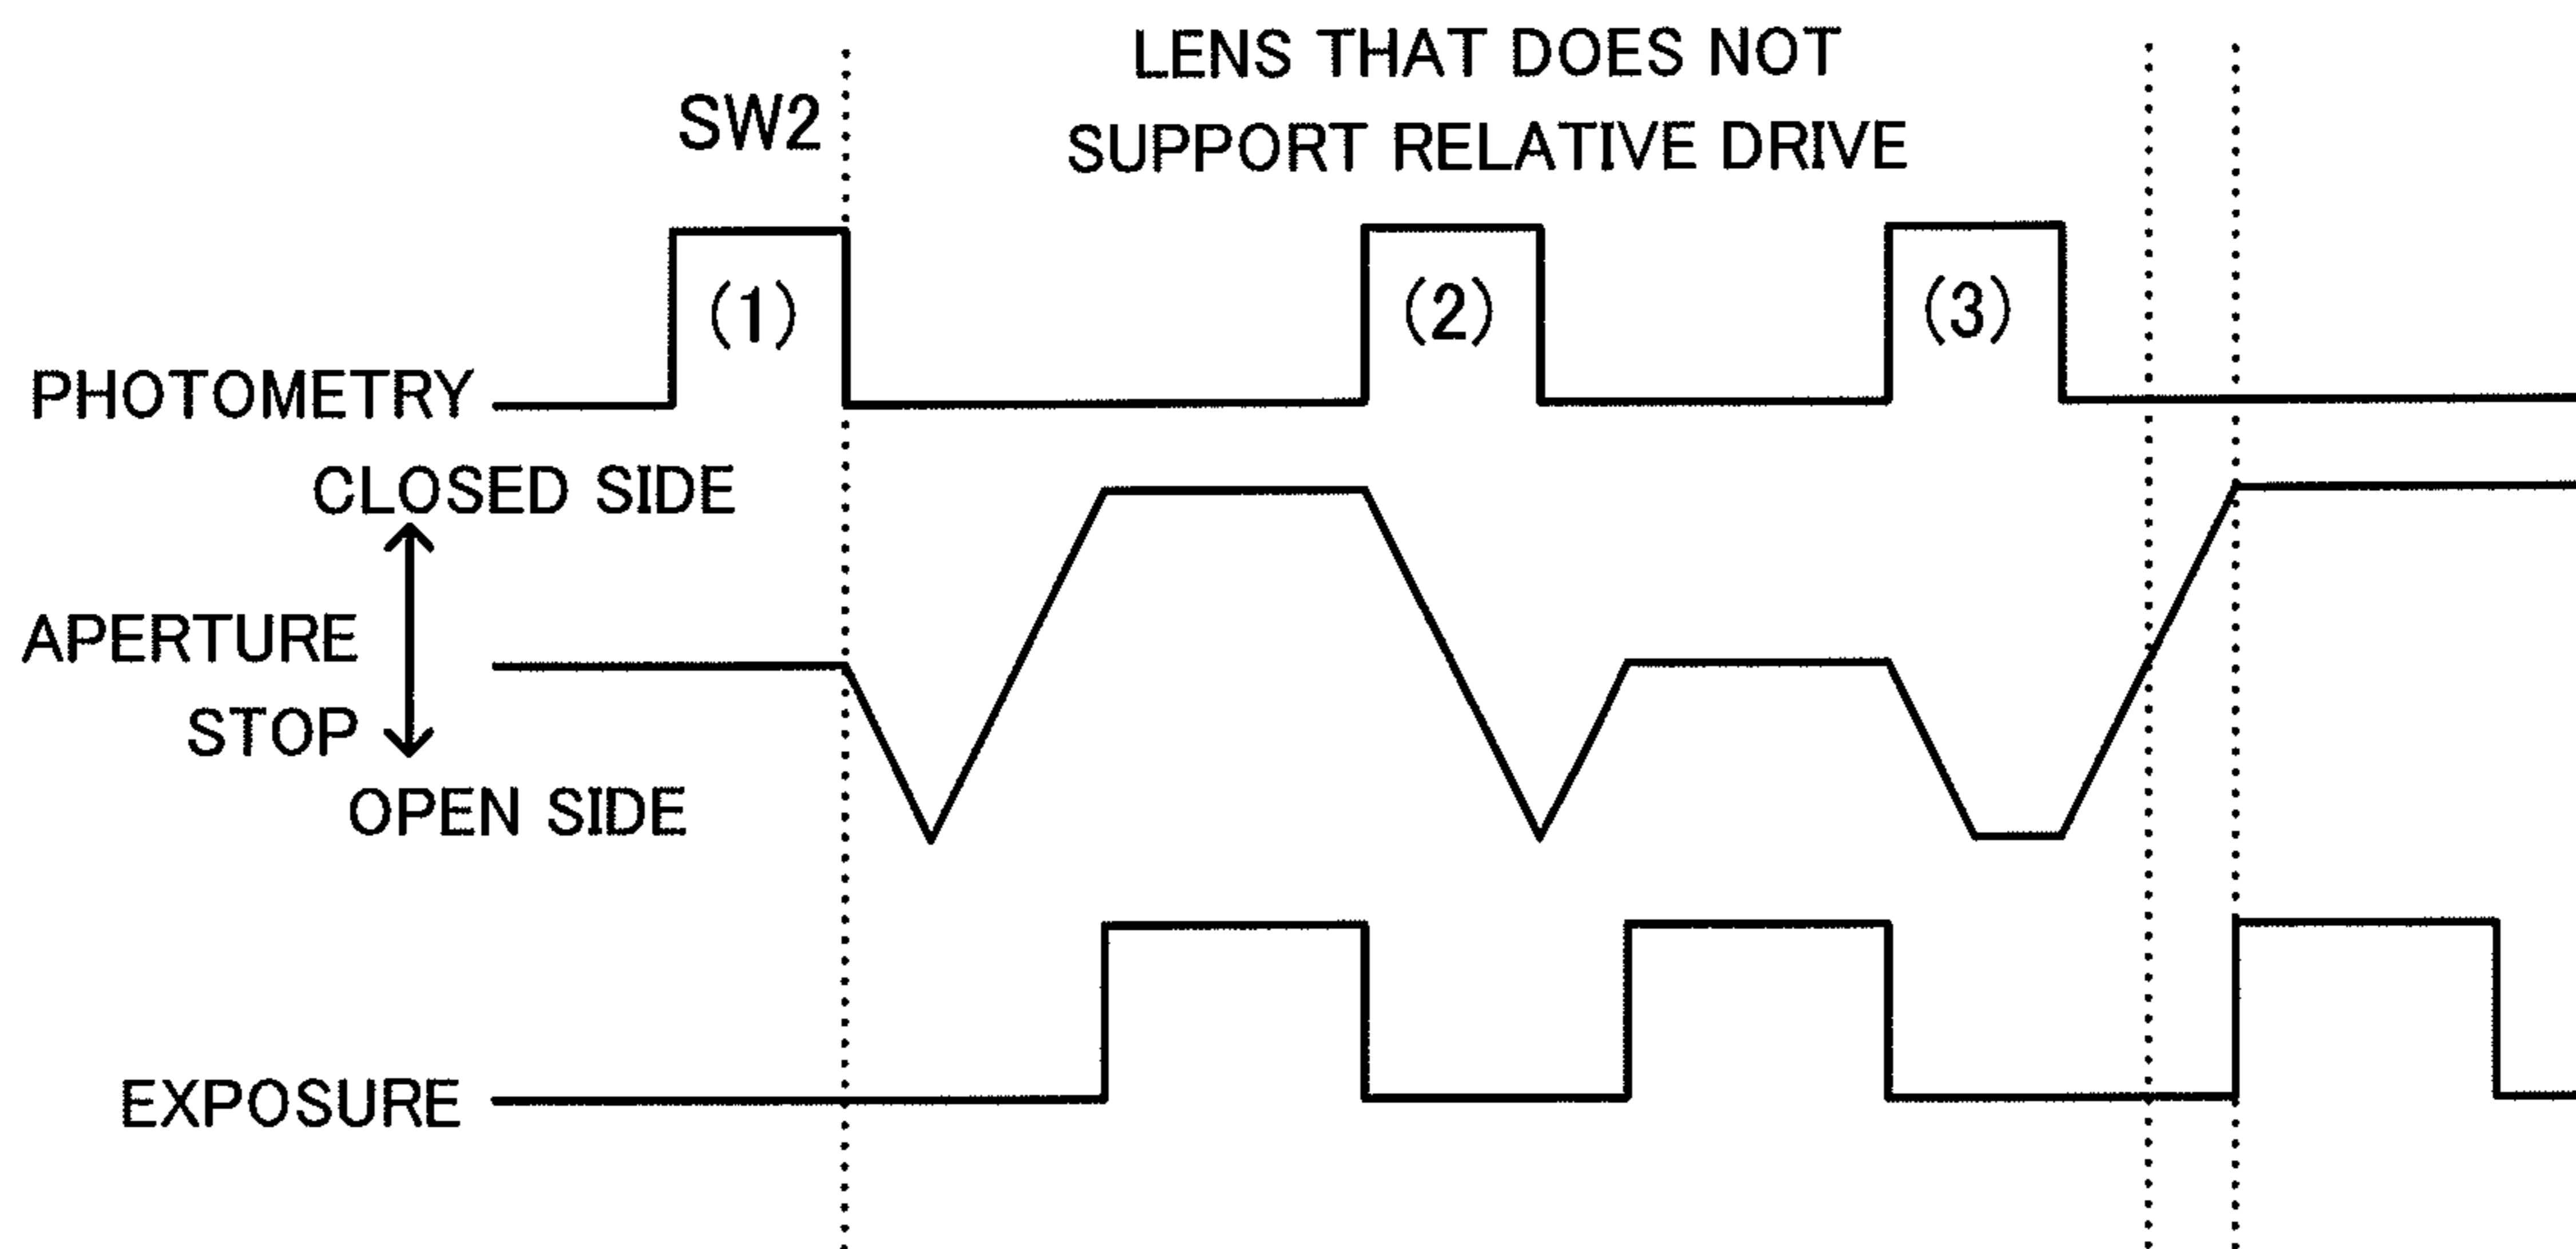 LENS THAT DOES NOT
SUPPORT RELATIVE DRIVE
SW2
(1)
(2)
(3)
PHOTOMETRY
CLOSED SIDE
APERTURE
STOP
OPEN SIDE
EXPOSURE